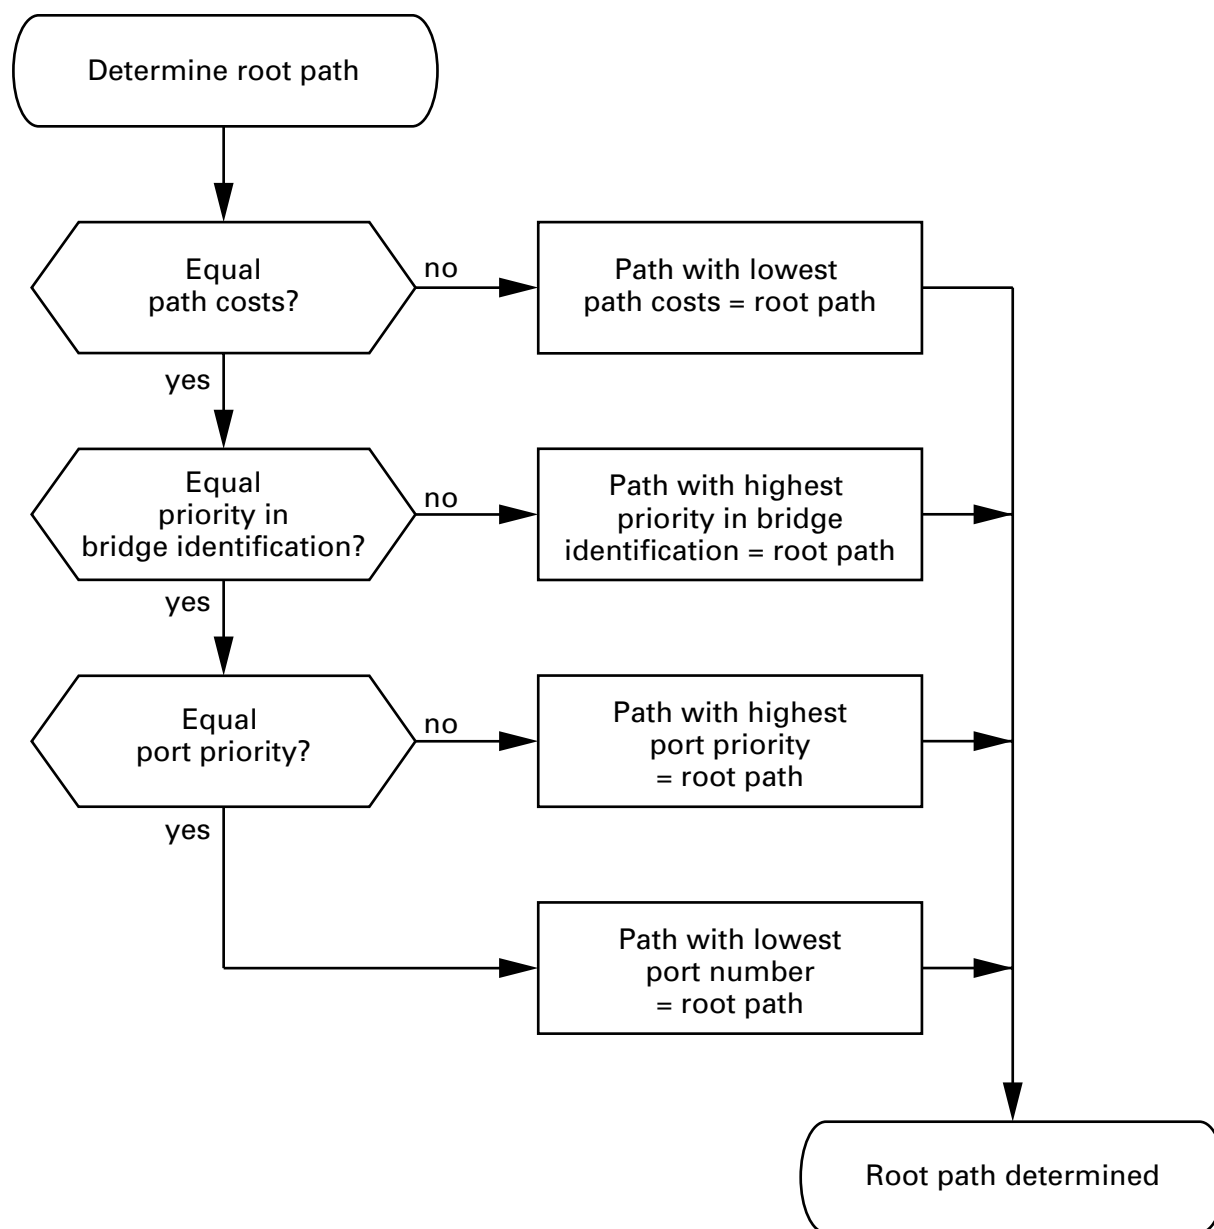 Determine root path
Equal
path costs?
no
Path with lowest
path costs = root path
yes
Equal
priority in
bridge identification?
no
Path with highest
priority in bridge
identification = root path
yes
Equal
port priority?
no
Path with highest
port priority
= root path
yes
Path with lowest
port number
= root path
Root path determined